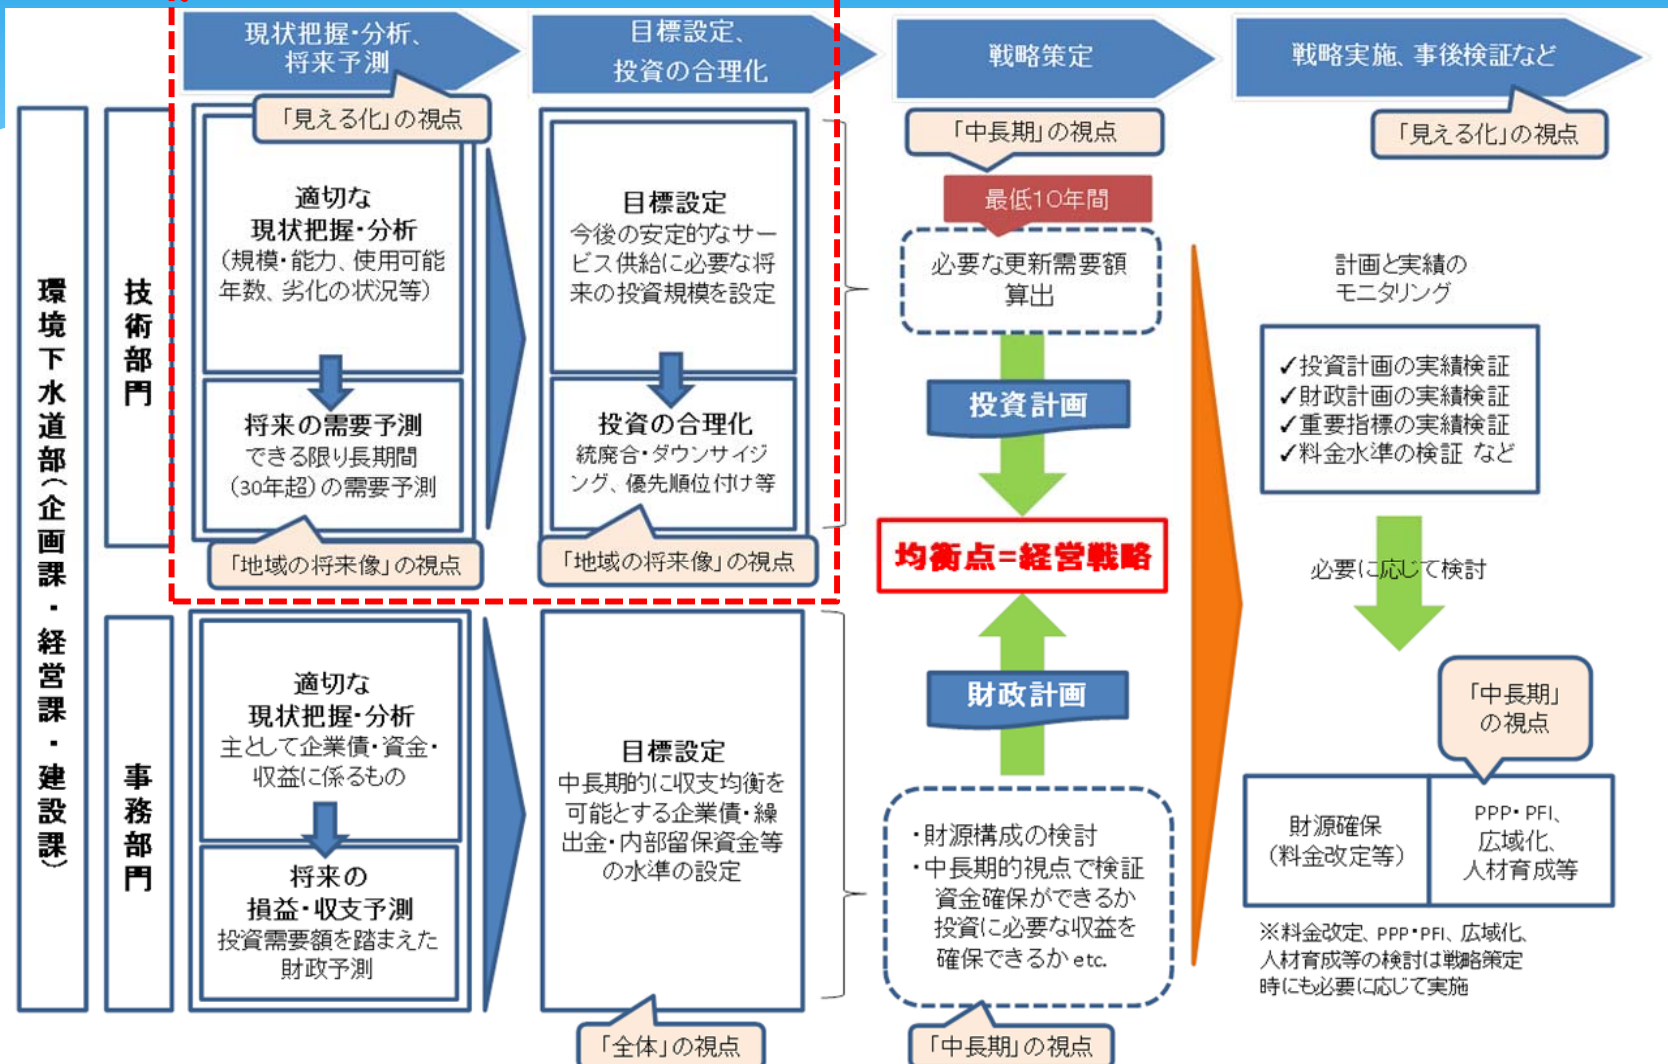 現状把握・分析、
将来予測
目標設定、
投資の合理化
戦略策定
戦略実施、事後検証など
「見える化」の視点
「中長期」の視点
「見える化」の視点
環境下水道部（企画課・経営課・建設課）
技術部門
適切な
現状把握・分析
（規模・能力、使用可能
年数、劣化の状況等）
将来の需要予測
できる限り長期間
（30年超）の需要予測
「地域の将来像」の視点
目標設定
今後の安定的なサー
ビス供給に必要な将
来の投資規模を設定
投資の合理化
統廃合・ダウンサイジ
ング、優先順位付け等
「地域の将来像」の視点
最低10年間
必要な更新需要額
算出
投資計画
均衡点=経営戦略
財政計画
・財源構成の検討
・中長期的視点で検証
資金確保ができるか
投資に必要な収益を
確保できるか etc.
「中長期」の視点
事務部門
適切な
現状把握・分析
主として企業債・資金・
収益に係るもの
将来の
損益・収支予測
投資需要額を踏まえた
財政予測
目標設定
中長期的に収支均衡を
可能とする企業債・繰
出金・内部留保資金等
の水準の設定
「全体」の視点
計画と実績の
モニタリング
✓投資計画の実績検証
✓財政計画の実績検証
✓重要指標の実績検証
✓料金水準の検証 など
必要に応じて検討
「中長期」
の視点
財源確保
（料金改定等）
PPP・PFI、
広域化、
人材育成等
※料金改定、PPP・PFI、広域化、
人材育成等の検討は戦略策定
時にも必要に応じて実施